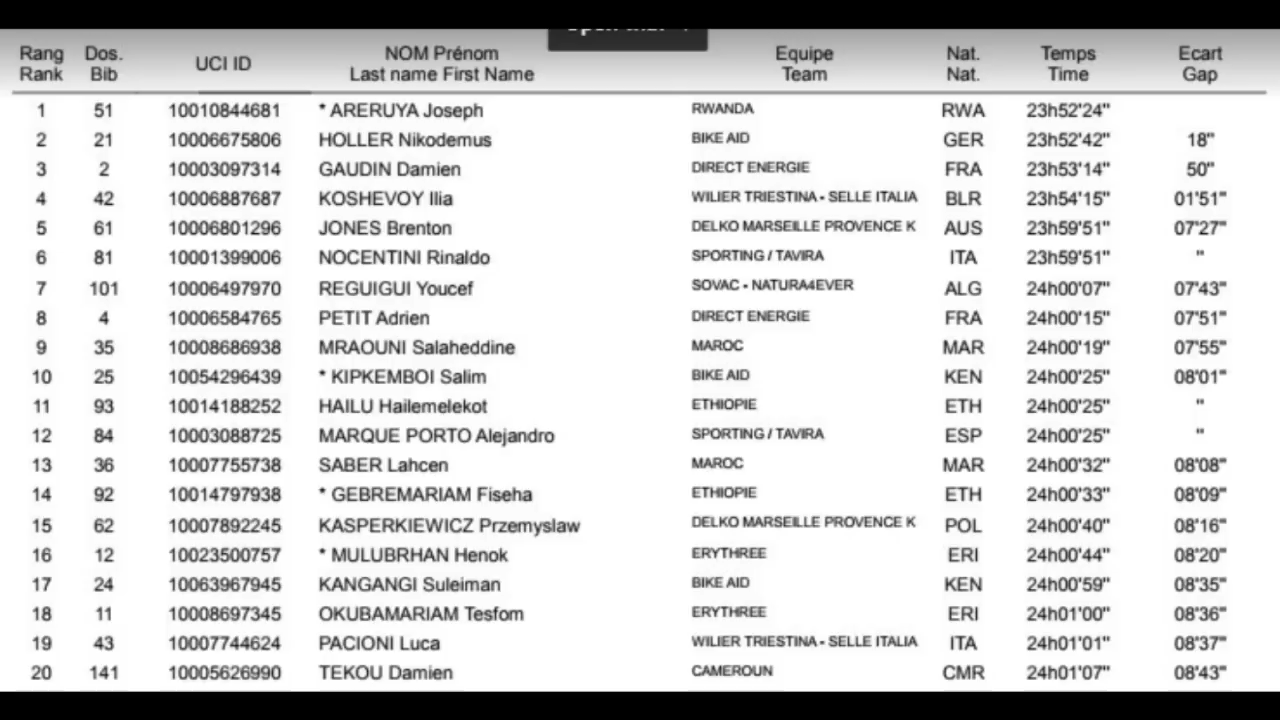 Rang Dos. UCI ID NOM Prénom Equipe Nat. Temps Ecart
Rank Bib Last name First Name Team Nat. Time Gap
1 51 10010844681 * ARERUYA Joseph RWANDA RWA 23h52'24"
2 21 10006675806 HOLLER Nikodemus BIKE AID GER 23h52'42" 18"
3 2 10003097314 GAUDIN Damien DIRECT ENERGIE FRA 23h53'14" 50"
4 42 10006887687 KOSHEVOY Ilia WILIER TRIESTINA - SELLE ITALIA BLR 23h54'15" 01'51"
5 61 10006801296 JONES Brenton DELKO MARSEILLE PROVENCE K AUS 23h59'51" 07'27"
6 81 10001399006 NOCENTINI Rinaldo SPORTING / TAVIRA ITA 23h59'51" "
7 101 10006497970 REGUIGUI Youcef SOVAC - NATURA4EVER ALG 24h00'07" 07'43"
8 4 10006584765 PETIT Adrien DIRECT ENERGIE FRA 24h00'15" 07'51"
9 35 10008686938 MRAOUNI Salaheddine MAROC MAR 24h00'19" 07'55"
10 25 10054296439 * KIPKEMBOI Salim BIKE AID KEN 24h00'25" 08'01"
11 93 10014188252 HAILU Hailemelekot ETHIOPIE ETH 24h00'25" "
12 84 10003088725 MARQUE PORTO Alejandro SPORTING / TAVIRA ESP 24h00'25" "
13 36 10007755738 SABER Lahcen MAROC MAR 24h00'32" 08'08"
14 92 10014797938 * GEBREMARIAM Fiseha ETHIOPIE ETH 24h00'33" 08'09"
15 62 10007892245 KASPERKIEWICZ Przemyslaw DELKO MARSEILLE PROVENCE K POL 24h00'40" 08'16"
16 12 10023500757 * MULUBRHAN Henok ERYTHREE ERI 24h00'44" 08'20"
17 24 10063967945 KANGANGI Suleiman BIKE AID KEN 24h00'59" 08'35"
18 11 10008697345 OKUBAMARIAM Tesfom ERYTHREE ERI 24h01'00" 08'36"
19 43 10007744624 PACIONI Luca WILIER TRIESTINA - SELLE ITALIA ITA 24h01'01" 08'37"
20 141 10005626990 TEKOU Damien CAMEROUN CMR 24h01'07" 08'43"